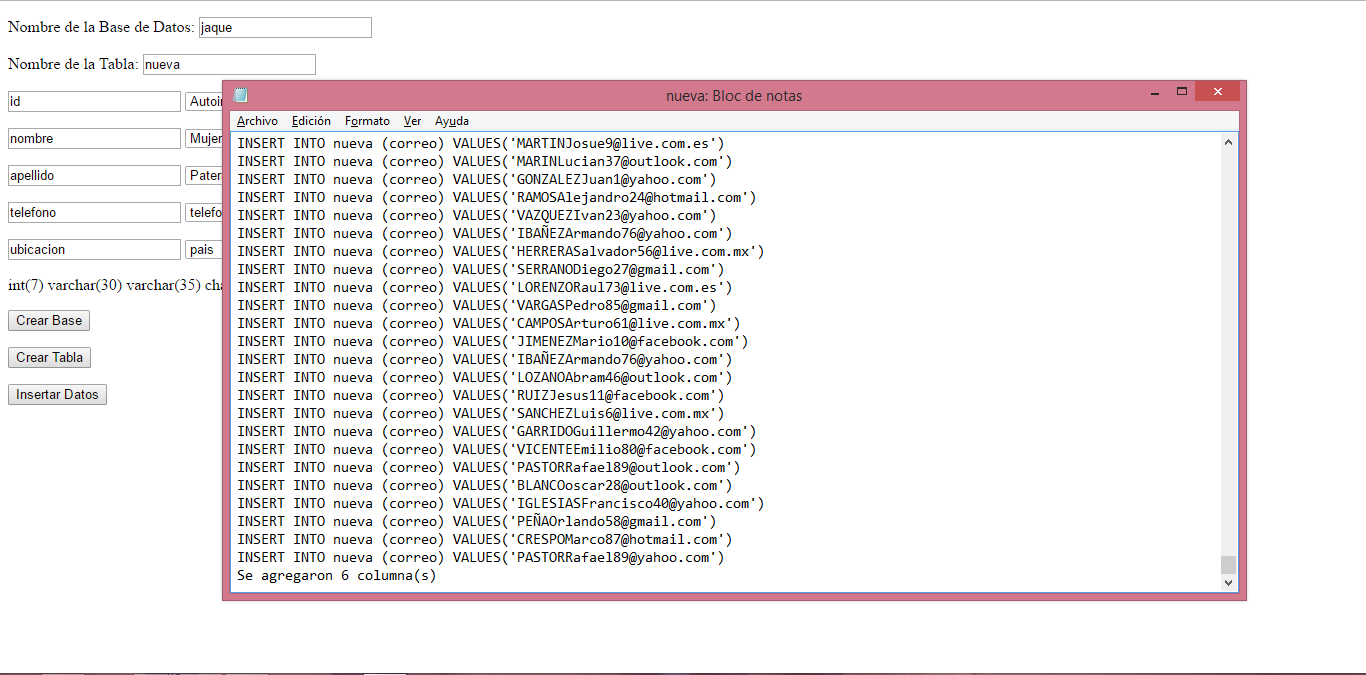 Nombre de la Base de Datos: jaque
Nombre de la Tabla: nueva
id
nombre Mujer
apellido
telefono telefo
ubicacion pais
int(7) varchar(30) varchar(35)
Crear Base
Crear Tabla
Insertar Datos
nueva: Bloc de notas
Archivo Edición Formato Ver Ayuda
INSERT INTO nueva (correo) VALUES('MARTINJosue9@live.com.es')
INSERT INTO nueva (correo) VALUES('MARINLucian37@outlook.com')
INSERT INTO nueva (correo) VALUES('GONZALEZJuan1@yahoo.com')
INSERT INTO nueva (correo) VALUES('RAMOSAlejandro24@hotmail.com')
INSERT INTO nueva (correo) VALUES('VAZQUEZIvan23@yahoo.com')
INSERT INTO nueva (correo) VALUES('IBAÑEZArmando76@yahoo.com')
INSERT INTO nueva (correo) VALUES('HERRERASalvador56@live.com.mx')
INSERT INTO nueva (correo) VALUES('SERRANODiego27@gmail.com')
INSERT INTO nueva (correo) VALUES('LORENZORaul73@live.com.es')
INSERT INTO nueva (correo) VALUES('VARGASPedro85@gmail.com')
INSERT INTO nueva (correo) VALUES('CAMPOSArturo61@live.com.mx')
INSERT INTO nueva (correo) VALUES('JIMENEZMario10@facebook.com')
INSERT INTO nueva (correo) VALUES('IBAÑEZArmando76@yahoo.com')
INSERT INTO nueva (correo) VALUES('LOZANOAbram46@outlook.com')
INSERT INTO nueva (correo) VALUES('RUIZJesus11@facebook.com')
INSERT INTO nueva (correo) VALUES('SANCHEZLuis6@live.com.mx')
INSERT INTO nueva (correo) VALUES('GARRIDOGuillermo42@yahoo.com')
INSERT INTO nueva (correo) VALUES('VICENTEEmilio80@facebook.com')
INSERT INTO nueva (correo) VALUES('PASTORRafael89@outlook.com')
INSERT INTO nueva (correo) VALUES('BLANCOoscar28@outlook.com')
INSERT INTO nueva (correo) VALUES('IGLESIASFrancisco40@yahoo.com')
INSERT INTO nueva (correo) VALUES('PEÑAOrlando58@gmail.com')
INSERT INTO nueva (correo) VALUES('CRESPOMarco87@hotmail.com')
INSERT INTO nueva (correo) VALUES('PASTORRafael89@yahoo.com')
Se agregaron 6 columna(s)